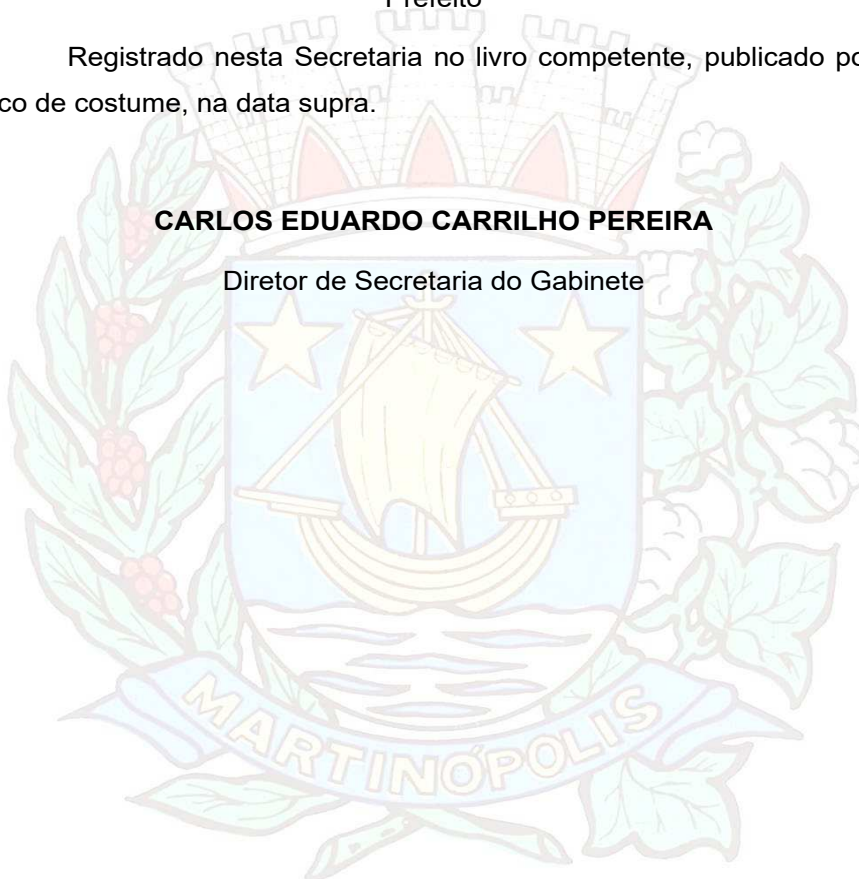 Prefeito
Registrado nesta Secretaria no livro competente, publicado po
co de costume, na data supra.
CARLOS EDUARDO CARRILHO PEREIRA
Diretor de Secretaria do Gabinete
MARTINÓPOLIS